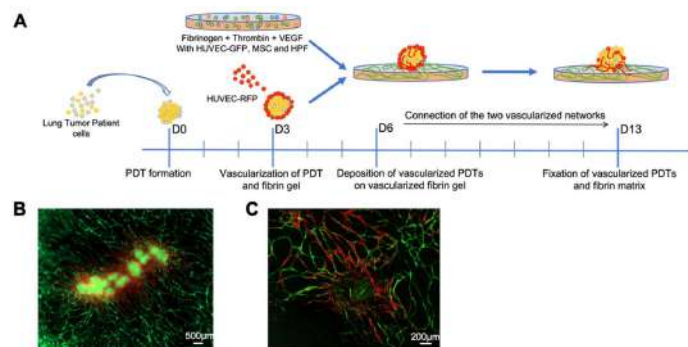 A
Fibrinogen + Thrombin + VEGF
With HUVEC-GFP, MSC and HPF
HUVEC-RFP
Lung Tumor Patient
cells
Connection of the two vascularized networks
D0
D3
D6
D13
PDT formation
Vascularization of PDT
and fibrin gel
Deposition of vascularized PDTs
on vascularized fibrin gel
Fixation of vascularized PDTs
and fibrin matrix
B
C
500µm
200µm